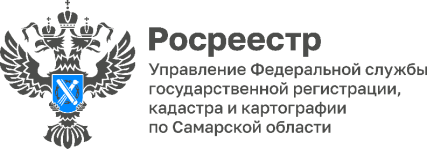 Росреестр
Управление Федеральной службы
государственной регистрации,
кадастра и картографии
по Самарской области